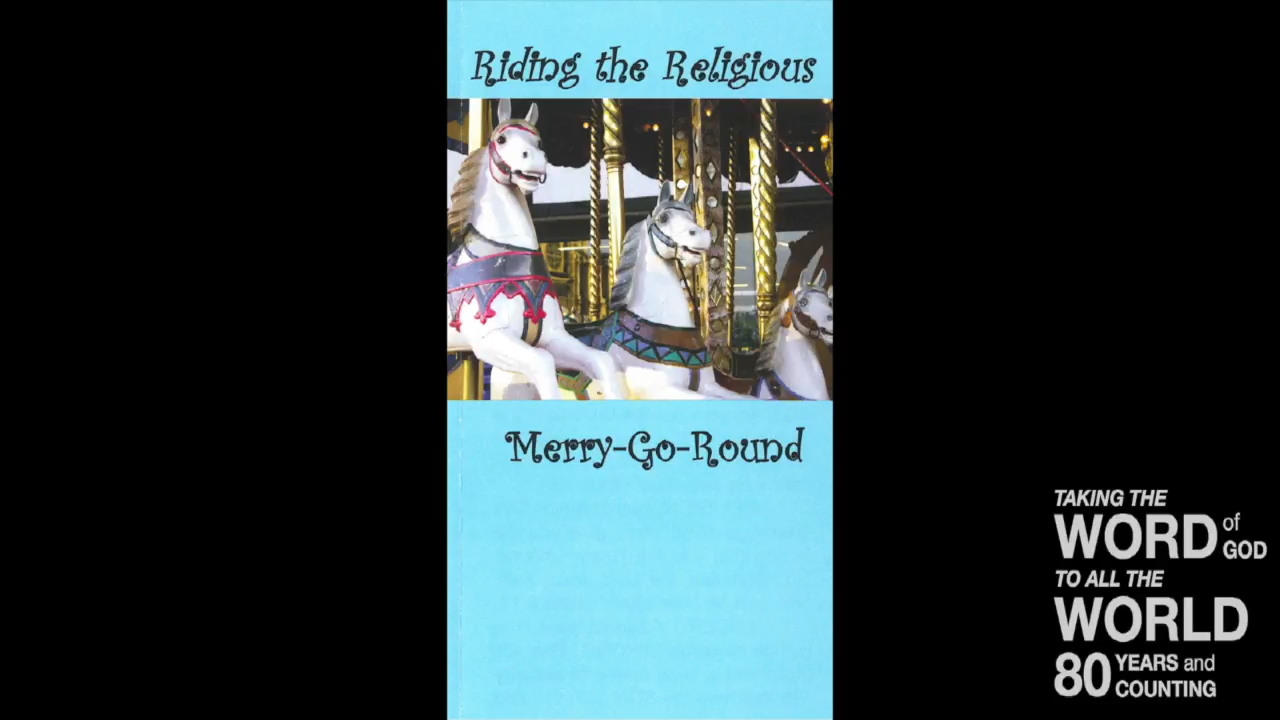 Riding the Religious
Merry-Go-Round
TAKING THE
WORD of
GOD
TO ALL THE
WORLD
80 YEARS and
COUNTING